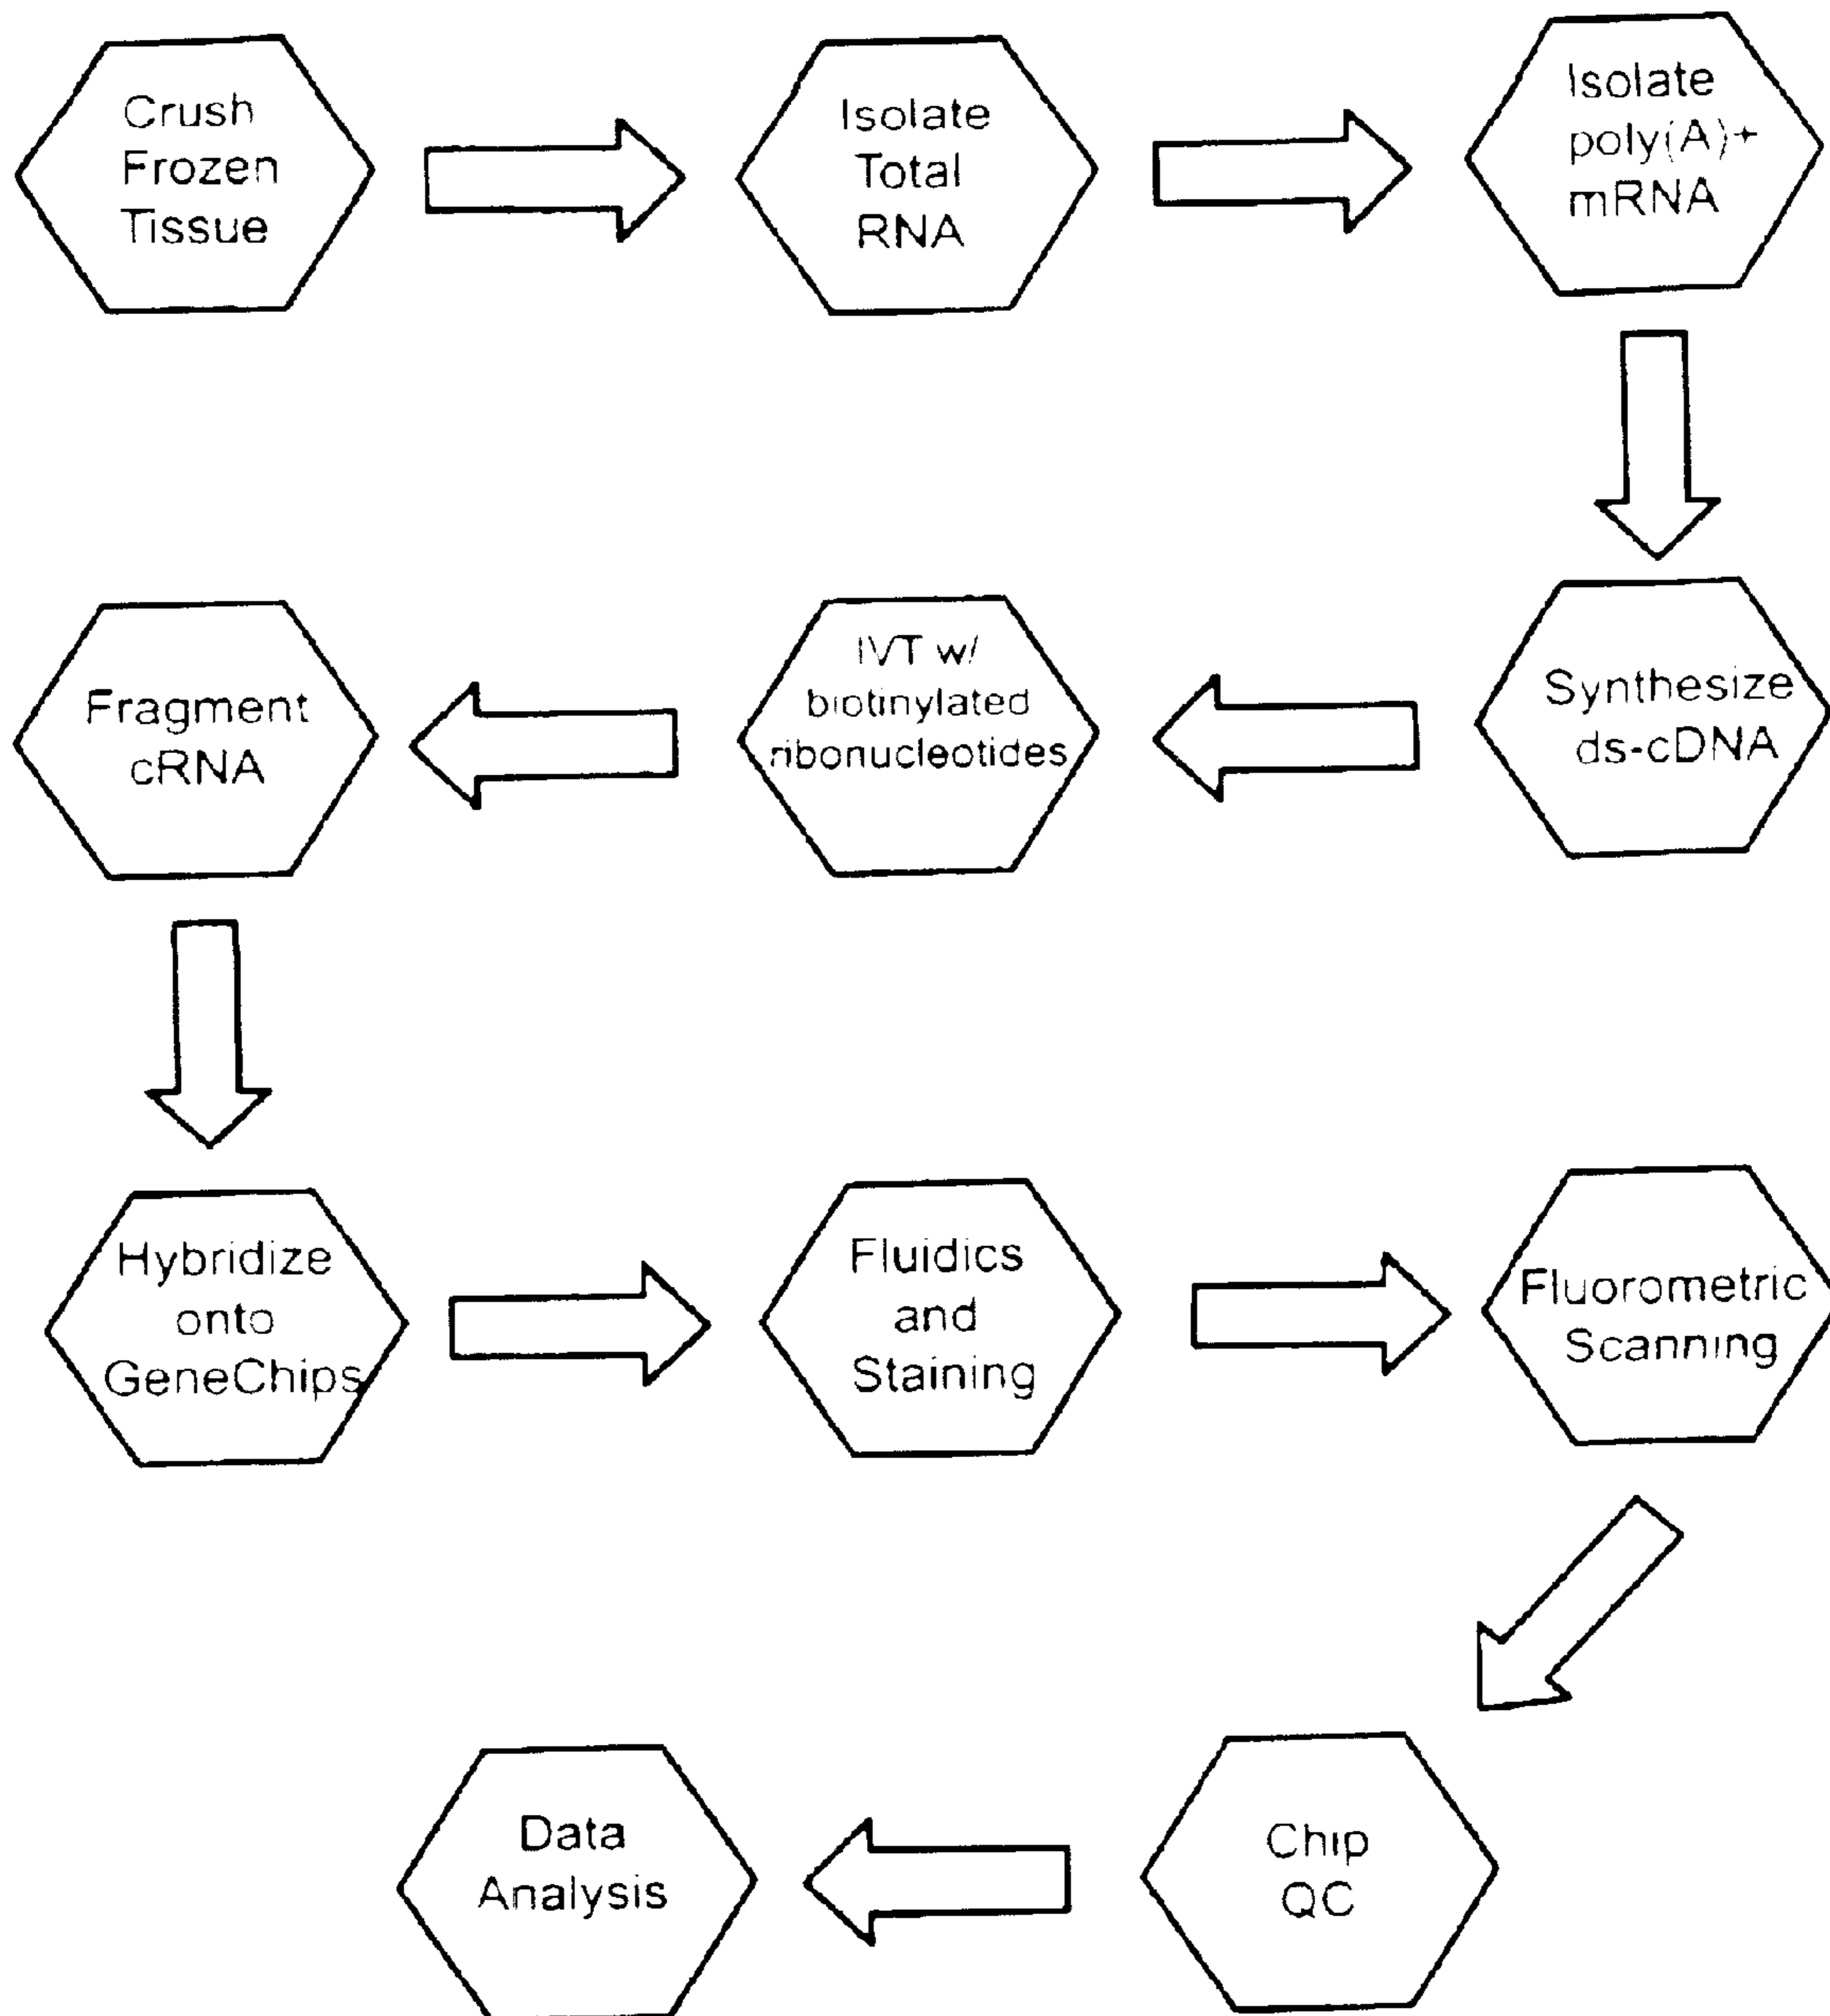 Crush
Frozen
Tissue
Isolate
Total
RNA
Isolate
poly(A)+
mRNA
Synthesize
ds-cDNA
IVT w/
biotinylated
ribonucleotides
Fragment
cRNA
Hybridize
onto
GeneChips
Fluidics
and
Staining
Fluorometric
Scanning
Chip
QC
Data
Analysis